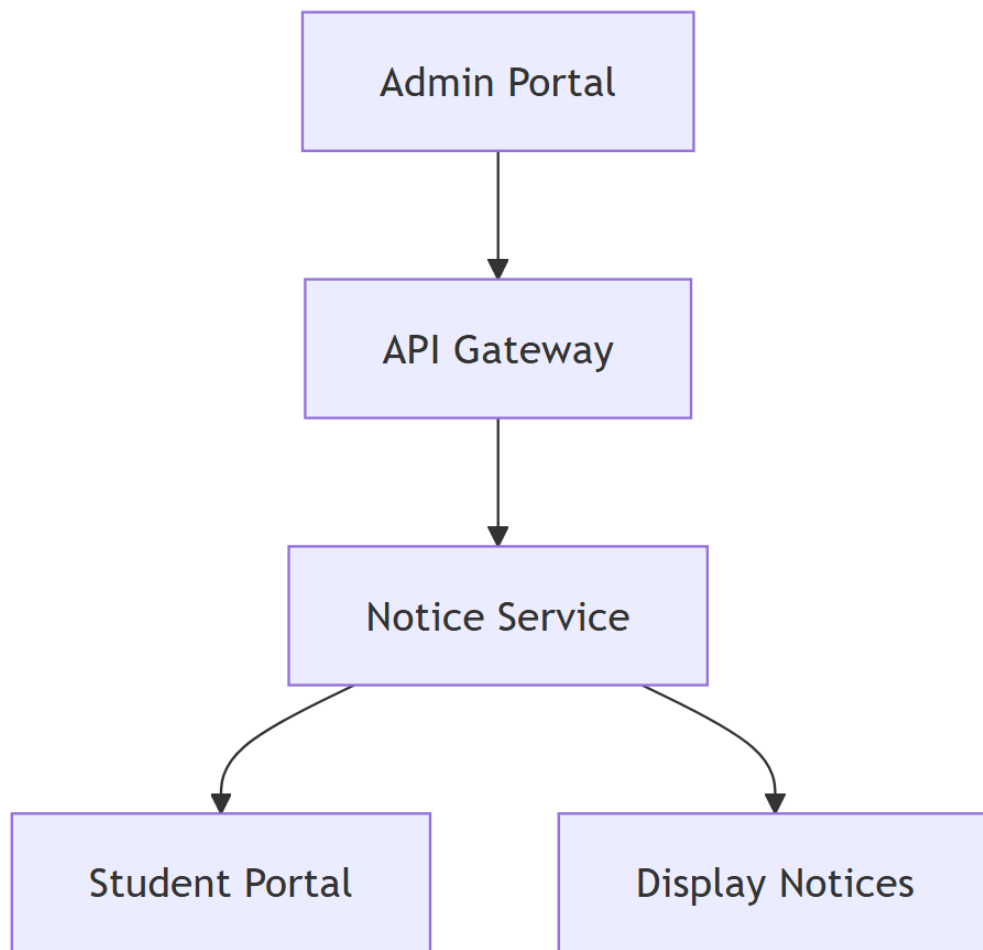 Admin Portal
API Gateway
Notice Service
Student Portal
Display Notices